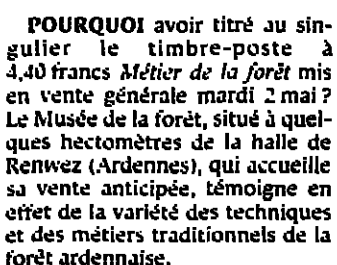 POURQUOI avoir titré au sin-
gulier le timbre-poste à
4,40 francs Métier de la forêt mis
en vente générale mardi 2 mai ?
Le Musée de la forêt, situé à quel-
ques hectomètres de la halle de
Renwez (Ardennes), qui accueille
sa vente anticipée, témoigne en
effet de la variété des techniques
et des métiers traditionnels de la
forêt ardennaise.